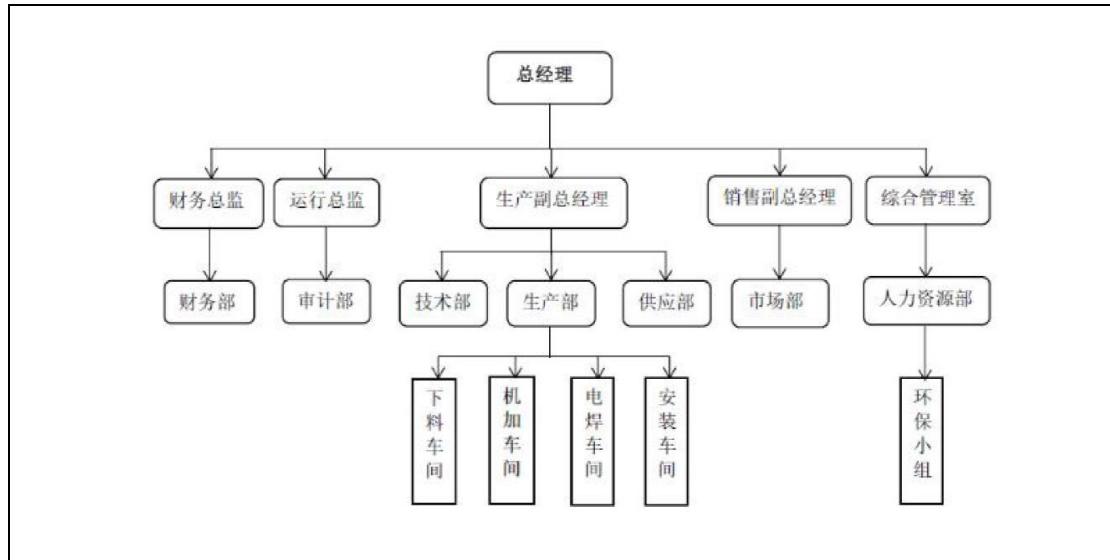 总经理
财务总监
运行总监
生产副总经理
销售副总经理
综合管理室
财务部
审计部
技术部
生产部
供应部
市场部
人力资源部
下料车间
机加车间
电焊车间
安装车间
环保小组